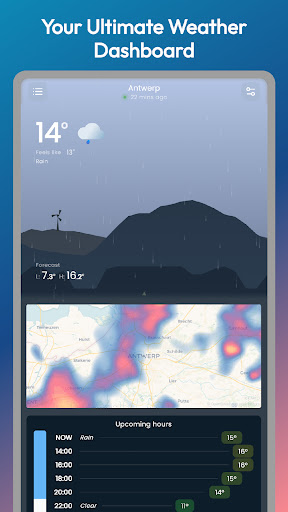 Your Ultimate Weather
Dashboard
Antwerp
22 mins ago
14°
Feels like 13°
Rain
Forecast
l: 7.3° H: 16.2°
ANTWERP
Lier
Upcoming hours
NOW Rain 15°
14:00 16°
16:00 16°
18:00 15°
20:00 14°
22:00 Clear 11°